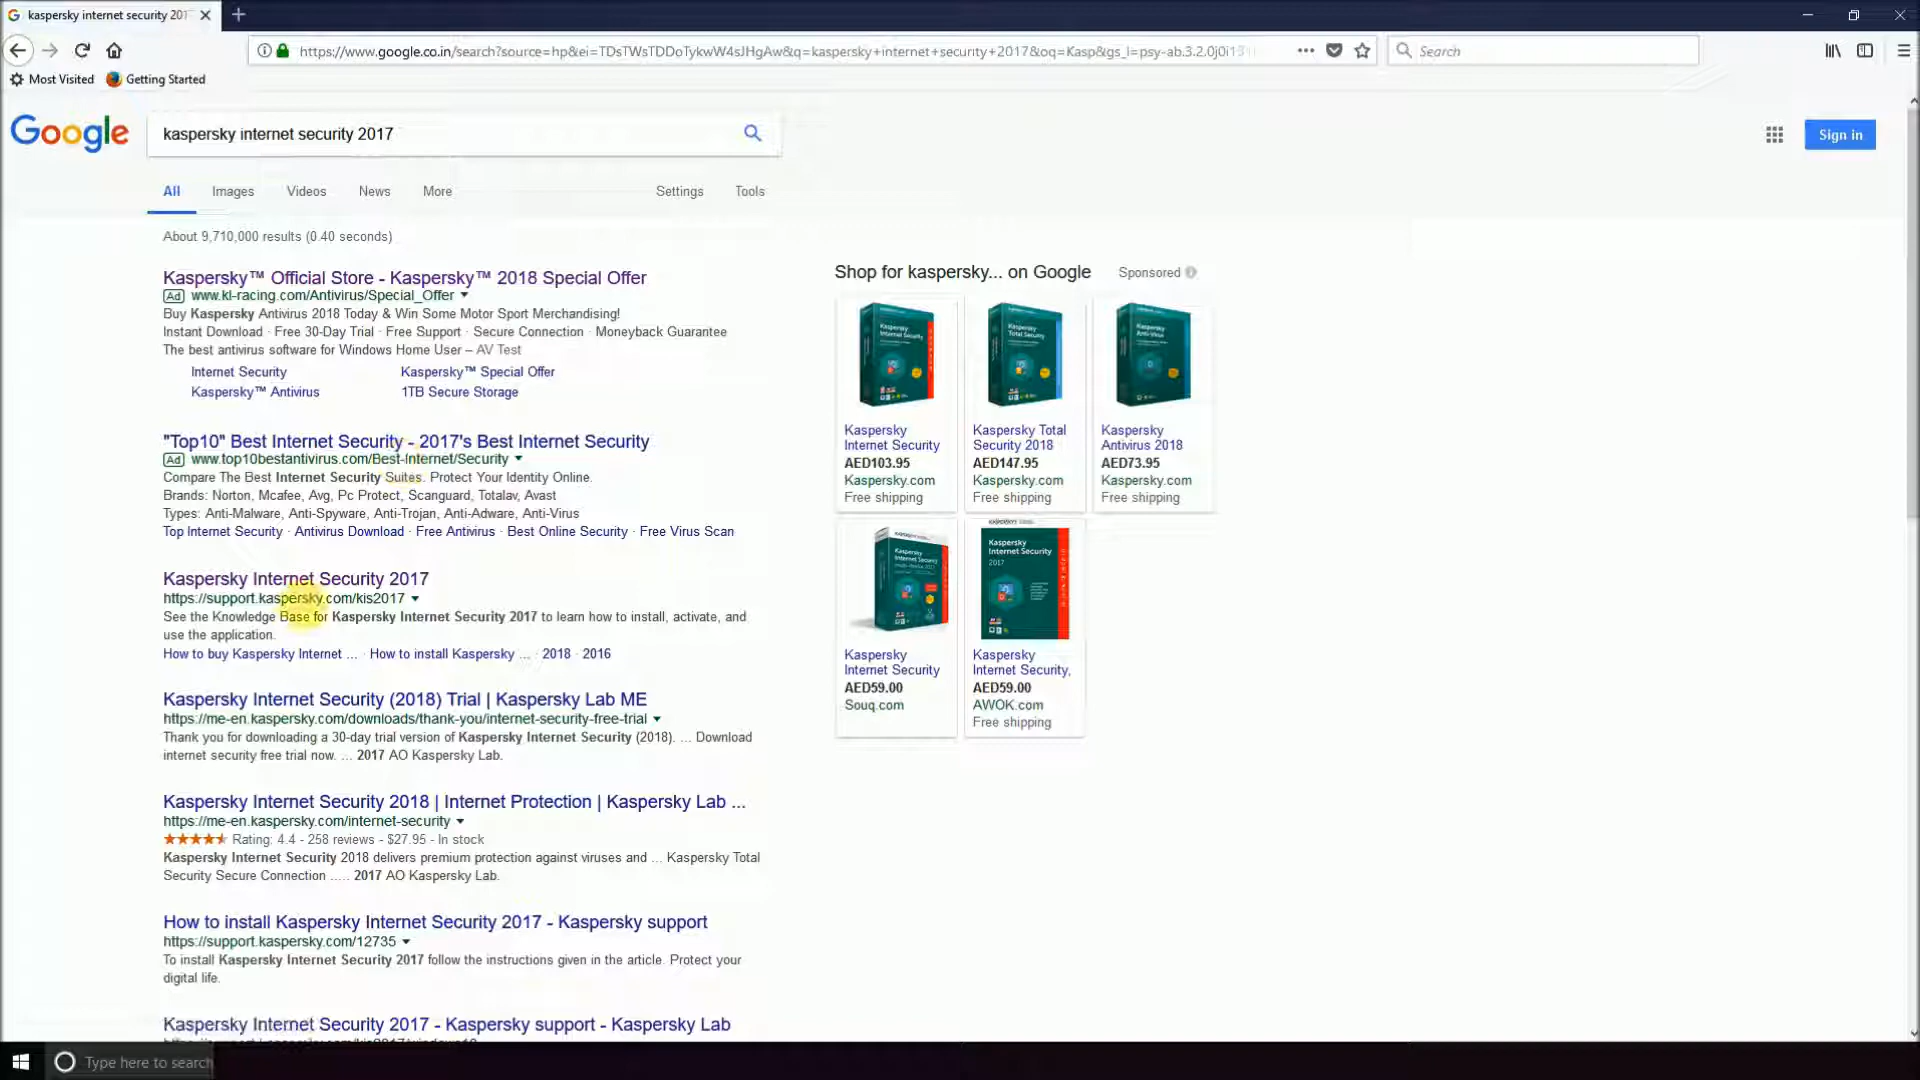 kaspersky internet security 201
https://www.google.co.in/search?source=hp&ei=TDsTWsTDDoTykwW4sJHgAw&q=kaspersky+internet+security+2017&oq=Kasp&gs_l=psy-ab.3.2.0j0i131
Search
Most Visited
Getting Started
Google
kaspersky internet security 2017
Sign in
All Images Videos News More Settings Tools
About 9,710,000 results (0.40 seconds)
Kaspersky™ Official Store - Kaspersky™ 2018 Special Offer
Ad www.kl-racing.com/Antivirus/Special_Offer
Buy Kaspersky Antivirus 2018 Today & Win Some Motor Sport Merchandising!
Instant Download · Free 30-Day Trial · Free Support · Secure Connection · Moneyback Guarantee
The best antivirus software for Windows Home User – AV Test
Internet Security Kaspersky™ Special Offer
Kaspersky™ Antivirus 1TB Secure Storage
"Top10" Best Internet Security - 2017's Best Internet Security
Ad www.top10bestantivirus.com/Best-Internet/Security
Compare The Best Internet Security Suites. Protect Your Identity Online.
Brands: Norton, Mcafee, Avg, Pc Protect, Scanguard, Totalav, Avast
Types: Anti-Malware, Anti-Spyware, Anti-Trojan, Anti-Adware, Anti-Virus
Top Internet Security · Antivirus Download · Free Antivirus · Best Online Security · Free Virus Scan
Kaspersky Internet Security 2017
https://support.kaspersky.com/kis2017
See the Knowledge Base for Kaspersky Internet Security 2017 to learn how to install, activate, and
use the application.
How to buy Kaspersky Internet ... · How to install Kaspersky ... · 2018 · 2016
Kaspersky Internet Security (2018) Trial | Kaspersky Lab ME
https://me-en.kaspersky.com/downloads/thank-you/internet-security-free-trial
Thank you for downloading a 30-day trial version of Kaspersky Internet Security (2018). ... Download
internet security free trial now. ... 2017 AO Kaspersky Lab.
Kaspersky Internet Security 2018 | Internet Protection | Kaspersky Lab ...
https://me-en.kaspersky.com/internet-security
Rating: 4.4 - 258 reviews - $27.95 - In stock
Kaspersky Internet Security 2018 delivers premium protection against viruses and ... Kaspersky Total
Security Secure Connection ..... 2017 AO Kaspersky Lab.
How to install Kaspersky Internet Security 2017 - Kaspersky support
https://support.kaspersky.com/12735
To install Kaspersky Internet Security 2017 follow the instructions given in the article. Protect your
digital life.
Kaspersky Internet Security 2017 - Kaspersky support - Kaspersky Lab
Shop for kaspersky... on Google Sponsored
Kaspersky
Internet Security
Kaspersky
Total Security
Kaspersky
Anti-Virus
Kaspersky
Internet Security
AED103.95
Kaspersky.com
Free shipping
Kaspersky Total
Security 2018
AED147.95
Kaspersky.com
Free shipping
Kaspersky
Antivirus 2018
AED73.95
Kaspersky.com
Free shipping
Kaspersky
Internet Security
Kaspersky
Internet Security
2017
Kaspersky
Internet Security
AED59.00
Souq.com
Kaspersky
Internet Security,
AED59.00
AWOK.com
Free shipping
Type here to search